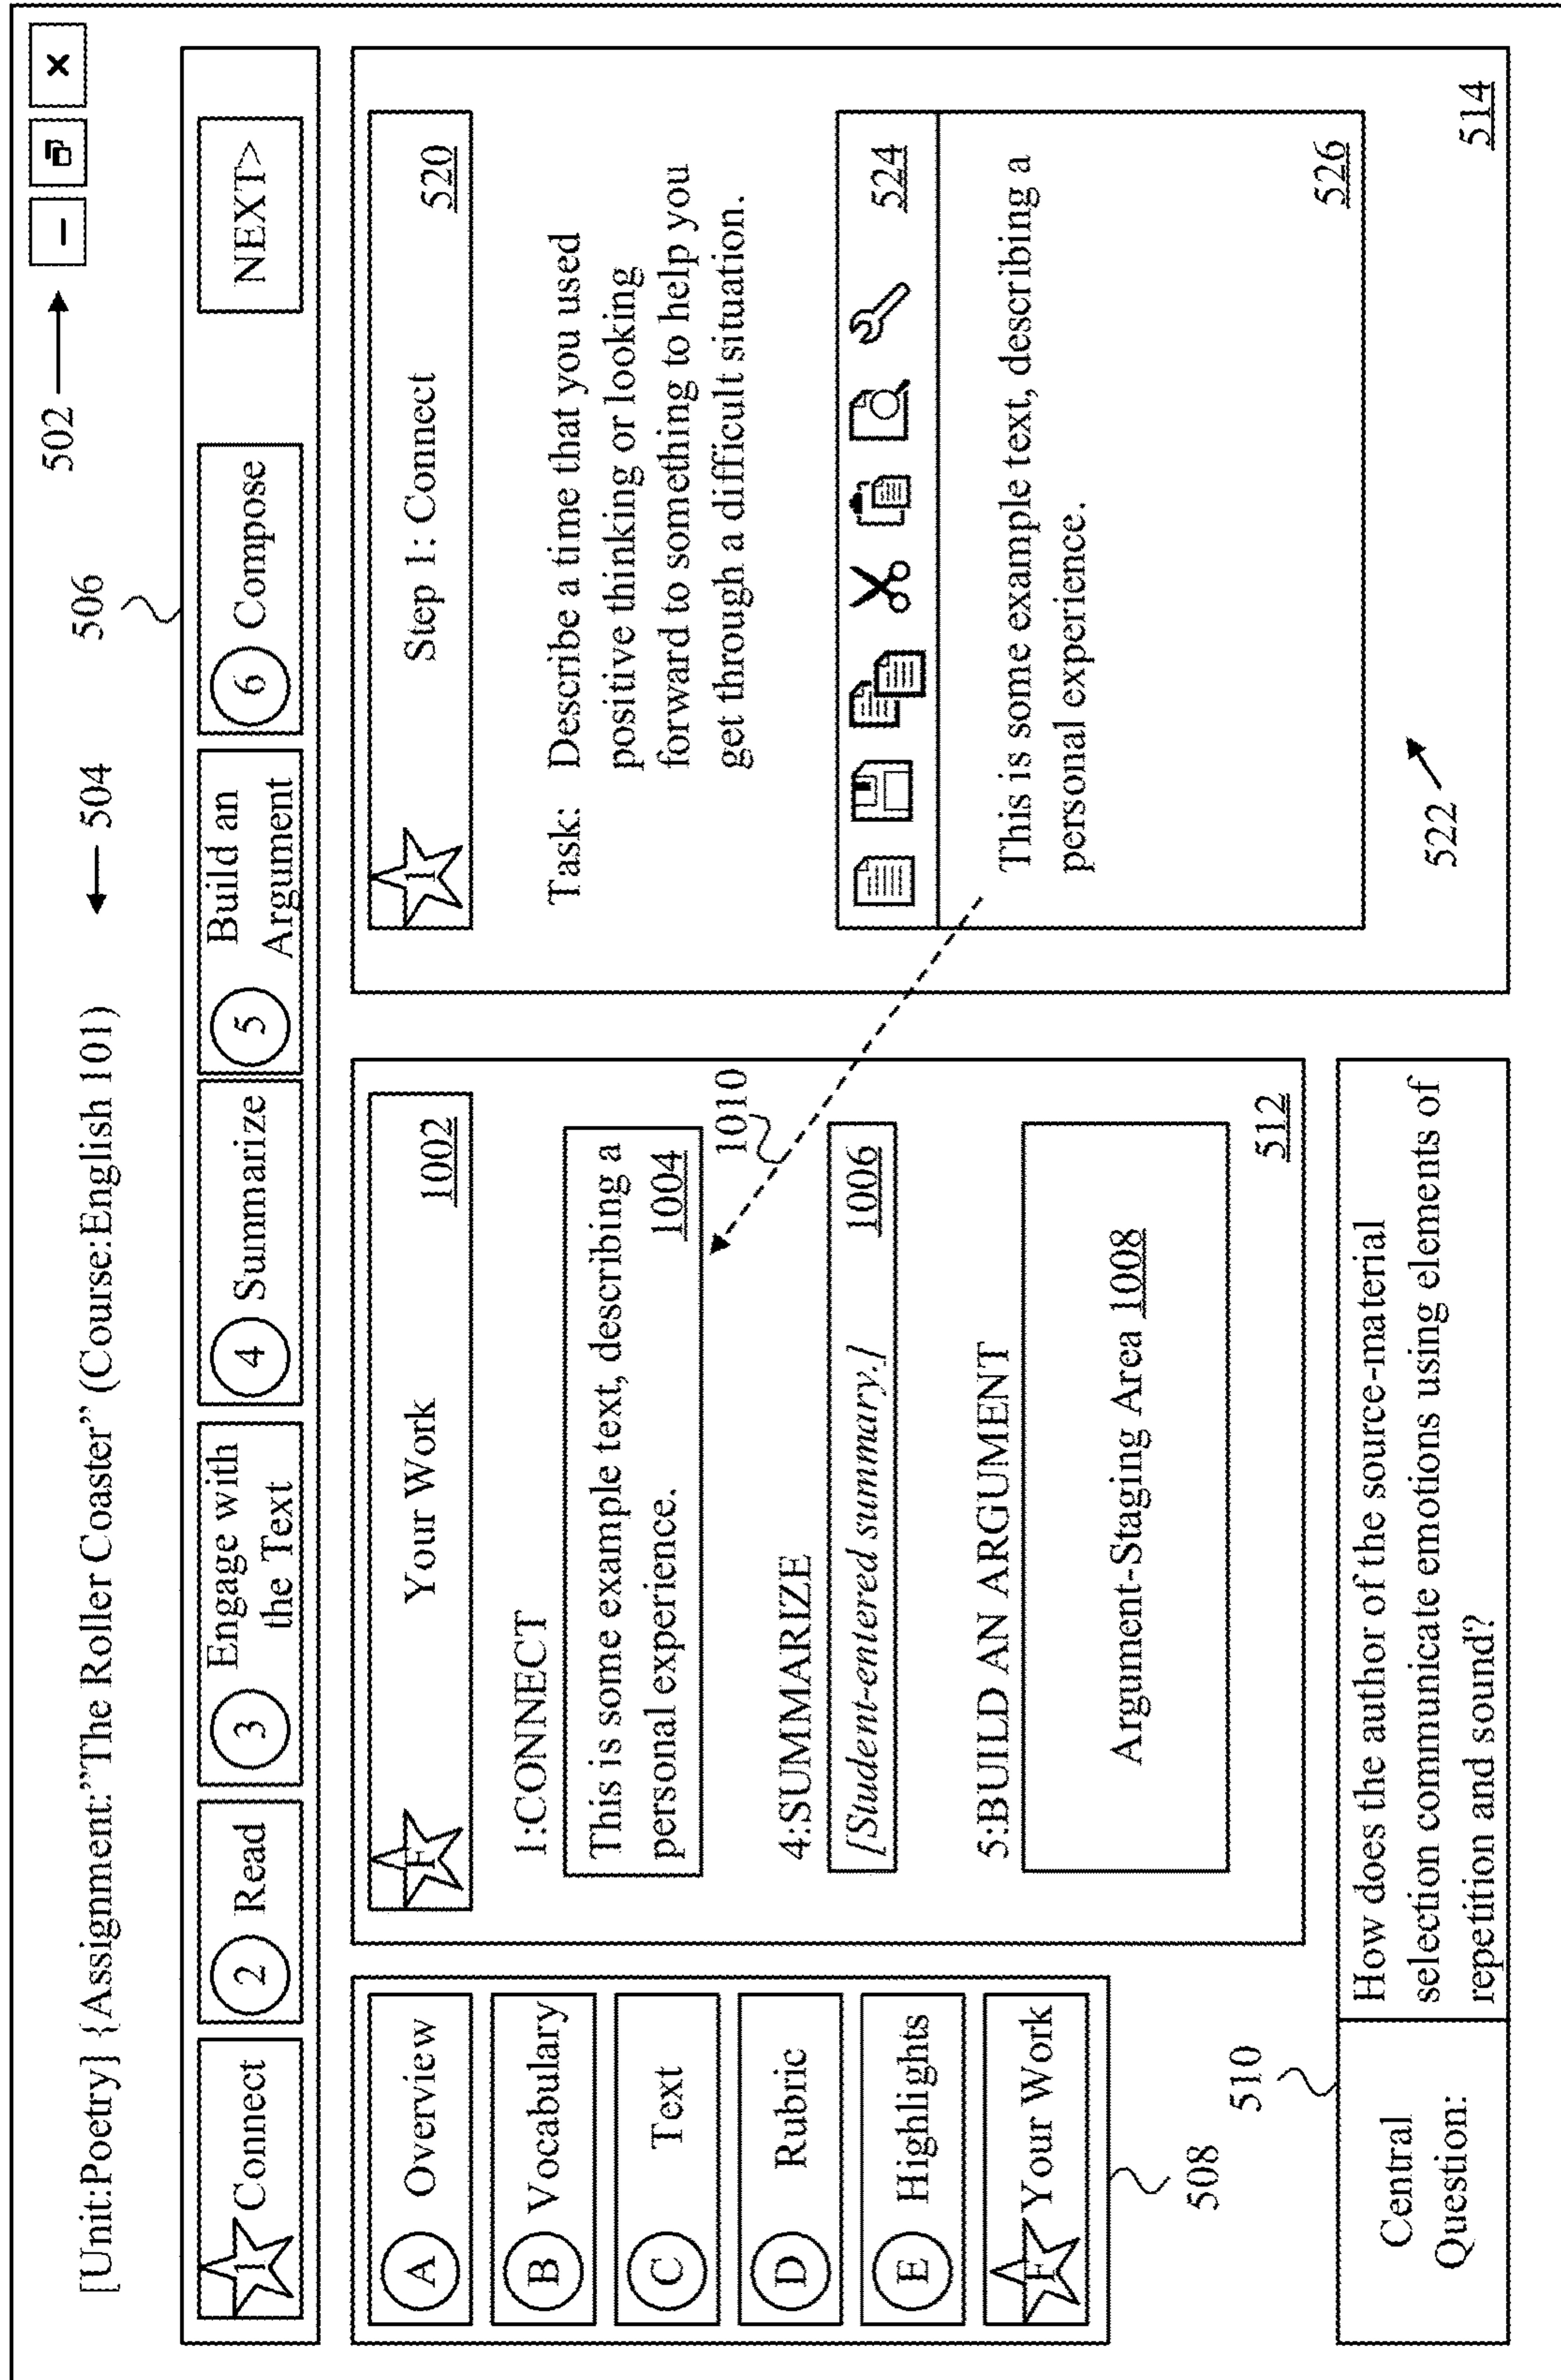 [Unit:Poetry] {Assignment:”The Roller Coaster” (Course:English 101)
504
502
506
1 Connect
2 Read
3 Engage with
the Text
4 Summarize
5 Build an
Argument
6 Compose
NEXT>
A Overview
B Vocabulary
C Text
D Rubric
E Highlights
F Your Work
508
F Your Work 1002
1:CONNECT
This is some example text, describing a
personal experience. 1004
1010
4:SUMMARIZE
[Student-entered summary.] 1006
5:BUILD AN ARGUMENT
Argument-Staging Area 1008
512
510
Central
Question:
How does the author of the source-material
selection communicate emotions using elements of
repetition and sound?
1 Step 1: Connect 520
Task: Describe a time that you used
positive thinking or looking
forward to something to help you
get through a difficult situation.
524
This is some example text, describing a
personal experience.
526
522
514